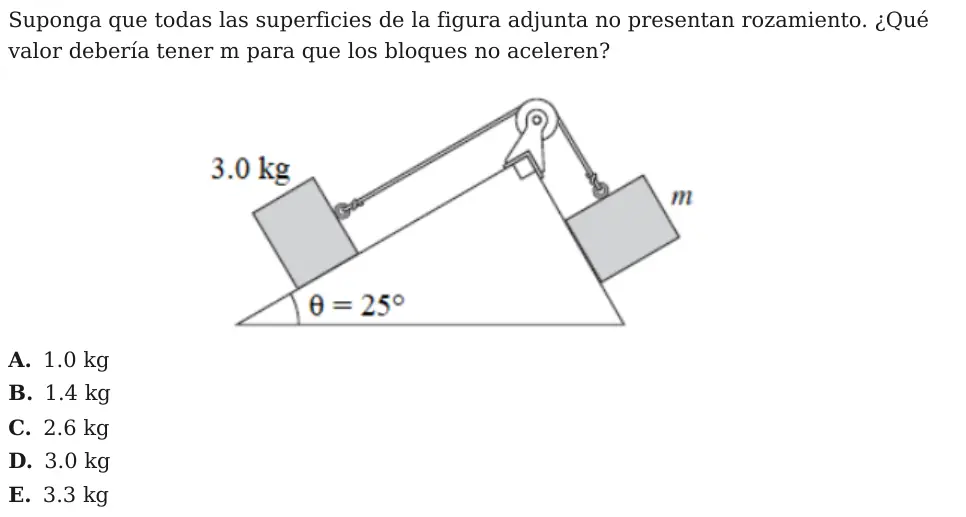 Suponga que todas las superficies de la figura adjunta no presentan rozamiento. ¿Qué
valor debería tener m para que los bloques no aceleren?
3.0 kg
m
θ = 25°
A. 1.0 kg
B. 1.4 kg
C. 2.6 kg
D. 3.0 kg
E. 3.3 kg